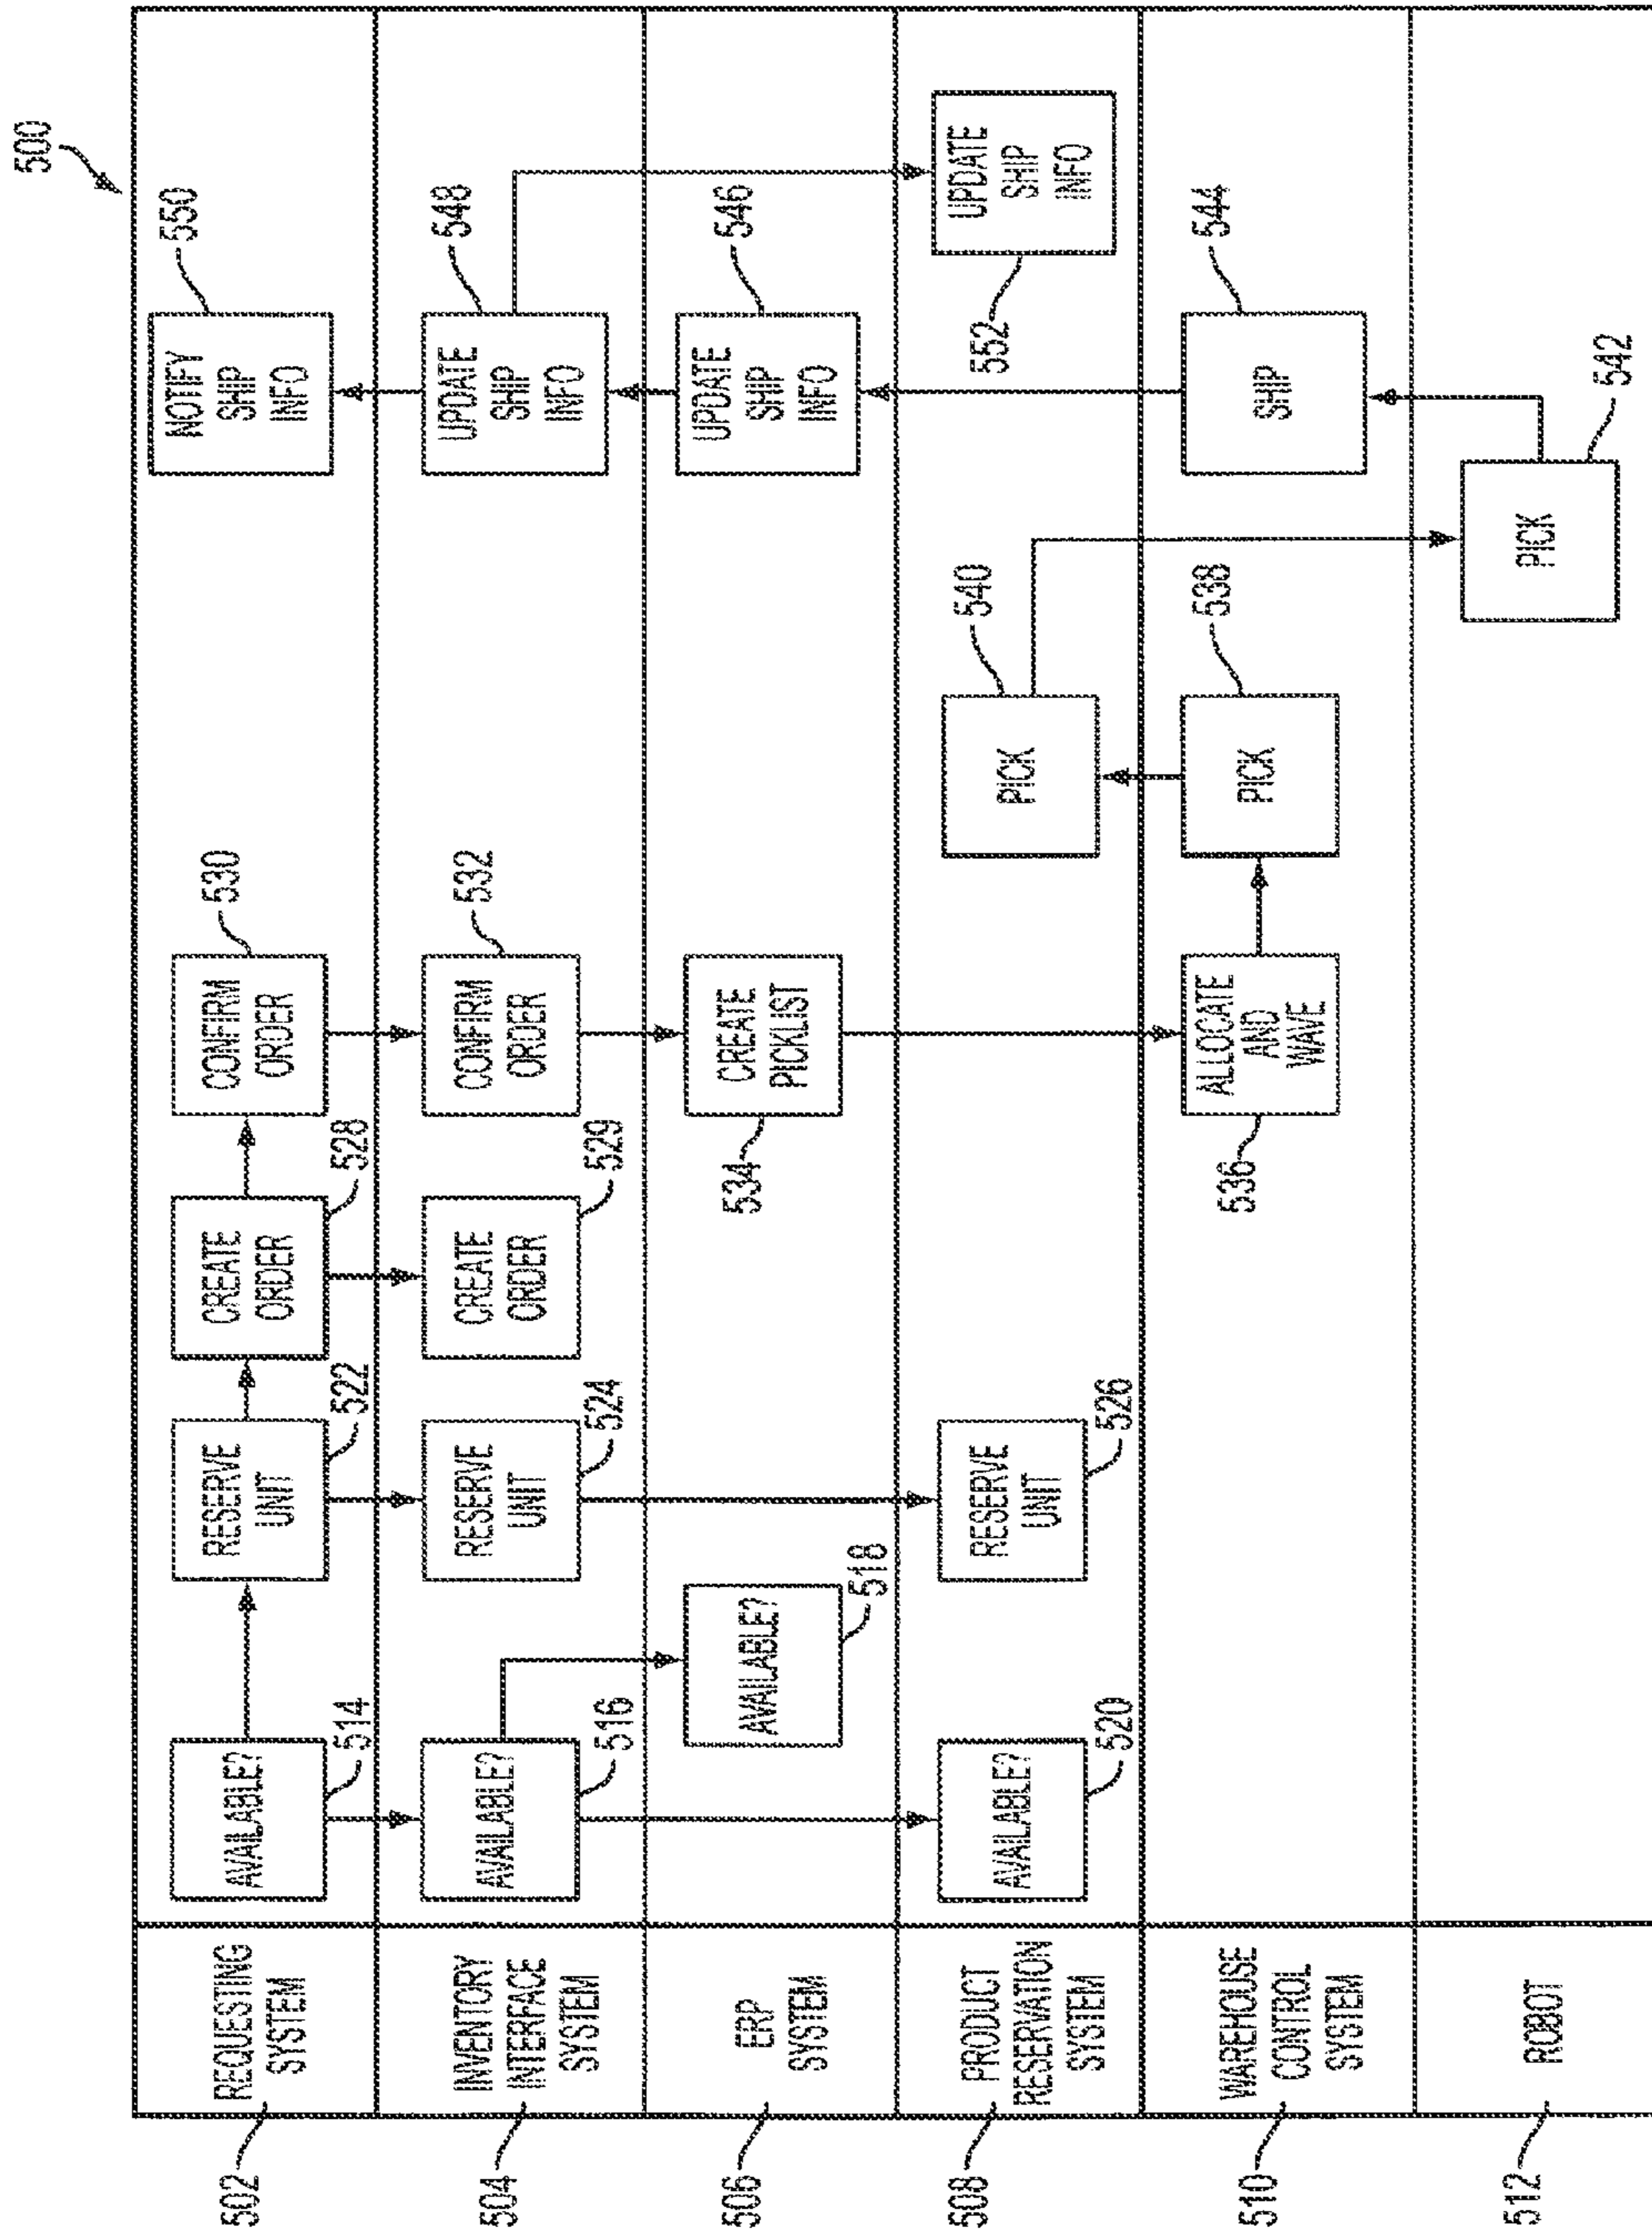 500
502
REQUESTING
SYSTEM
AVAILABLE?
514
RESERVE
UNIT
522
CREATE
ORDER
528
CONFIRM
ORDER
530
NOTIFY
SHIP
INFO
550
504
INVENTORY
INTERFACE
SYSTEM
AVAILABLE?
516
RESERVE
UNIT
524
CREATE
ORDER
529
CONFIRM
ORDER
532
UPDATE
SHIP
INFO
548
506
ERP
SYSTEM
AVAILABLE?
518
CREATE
PICKLIST
534
UPDATE
SHIP
INFO
546
508
PRODUCT
RESERVATION
SYSTEM
AVAILABLE?
520
RESERVE
UNIT
526
PICK
540
UPDATE
SHIP
INFO
552
510
WAREHOUSE
CONTROL
SYSTEM
ALLOCATE
AND
WAVE
536
PICK
538
SHIP
544
512
ROBOT
PICK
542